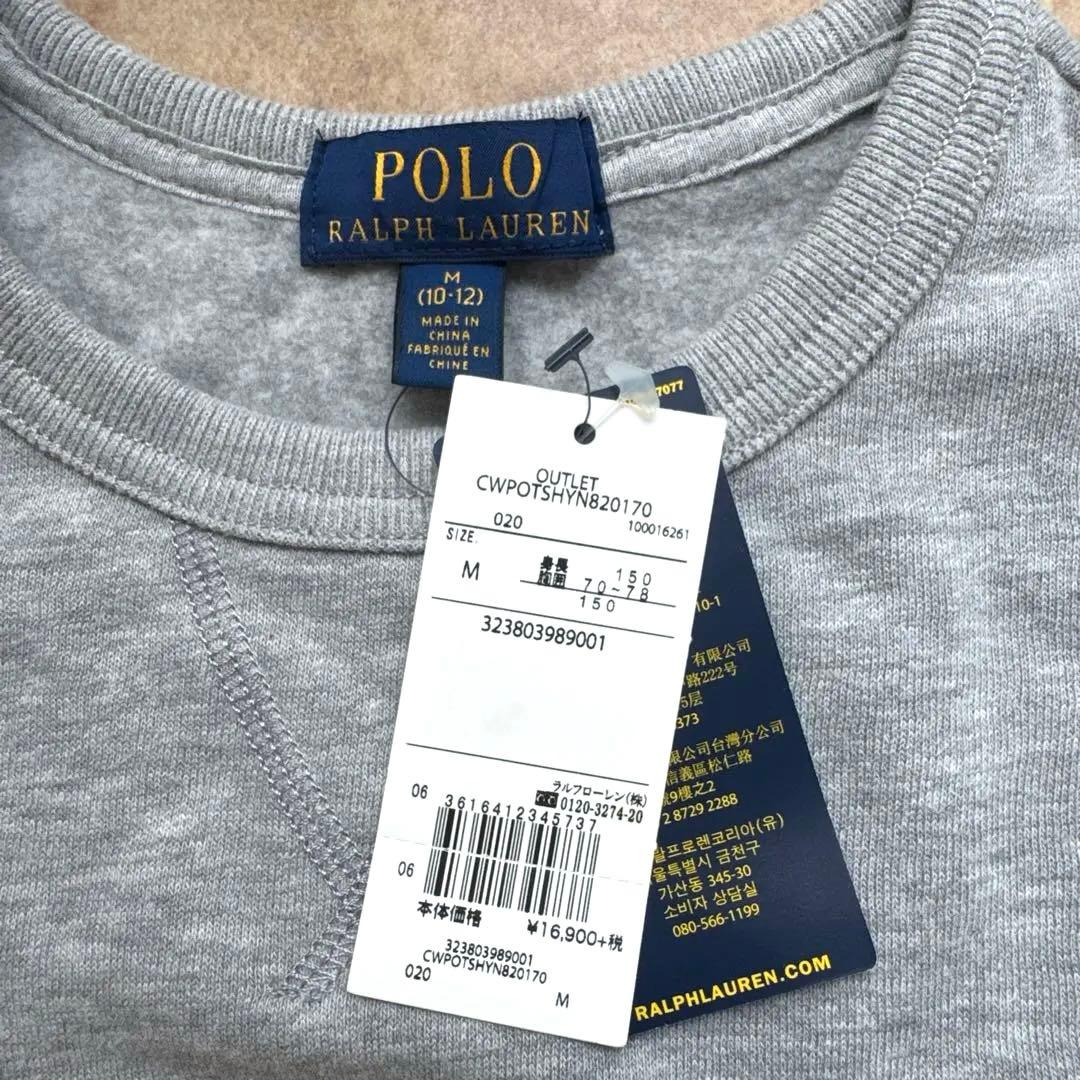 POLO
RALPH LAUREN
M
(10-12)
MADE IN
CHINA
FABRIQUÉ EN
CHINE
OUTLET
CWPOTSHYN820170
020 100016261
SIZE.
M
身長 150
胸囲 70~78
150
323803989001
ラルフローレン(株)
0120-3274-20
06
3616412345737
06
本体価格 ¥16,900+税
323803989001
CWPOTSHYN820170
020 M
7077
10-1
有限公司
路222号
5层
373
限公司台灣分公司
信義區松仁路
9樓之2
2 8729 2288
랄프로렌코리아(유)
울특별시 금천구
가산동 345-30
소비자 상담실
080-566-1199
RALPHLAUREN.COM